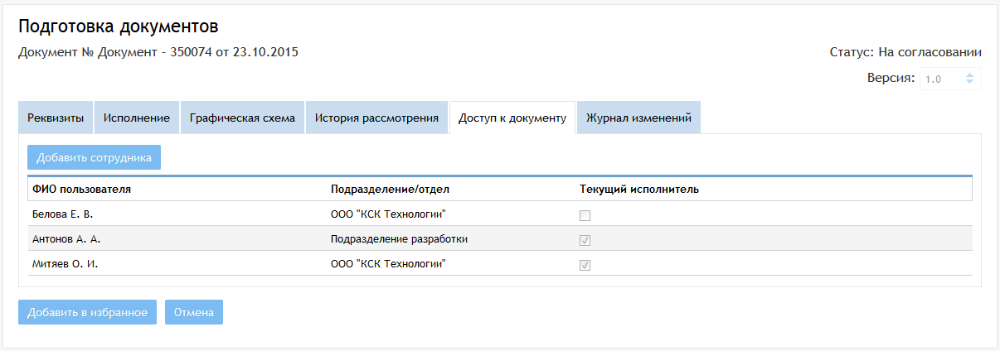 Подготовка документов
Документ № Документ - 350074 от 23.10.2015
Статус: На согласовании
Версия: 1.0
Реквизиты Исполнение Графическая схема История рассмотрения Доступ к документу Журнал изменений
Добавить сотрудника
ФИО пользователя Подразделение/отдел Текущий исполнитель
Белова Е. В. ООО "КСК Технологии"
Антонов А. А. Подразделение разработки
Митяев О. И. ООО "КСК Технологии"
Добавить в избранное Отмена